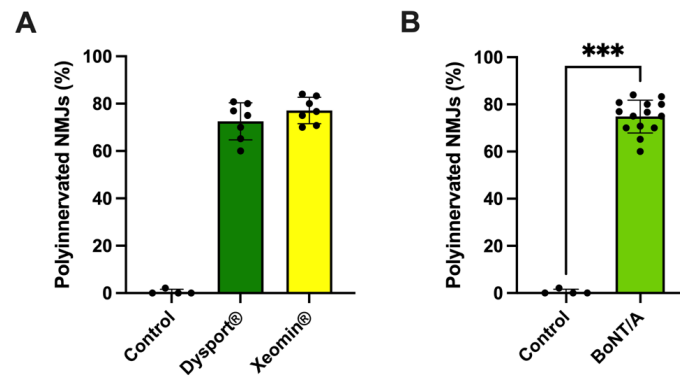 A
Polyinnervated NMJs (%)
100
80
60
40
20
0
Control
Dysport®
Xeomin®
B
Polyinnervated NMJs (%)
100
80
60
40
20
0
***
Control
BoNT/A